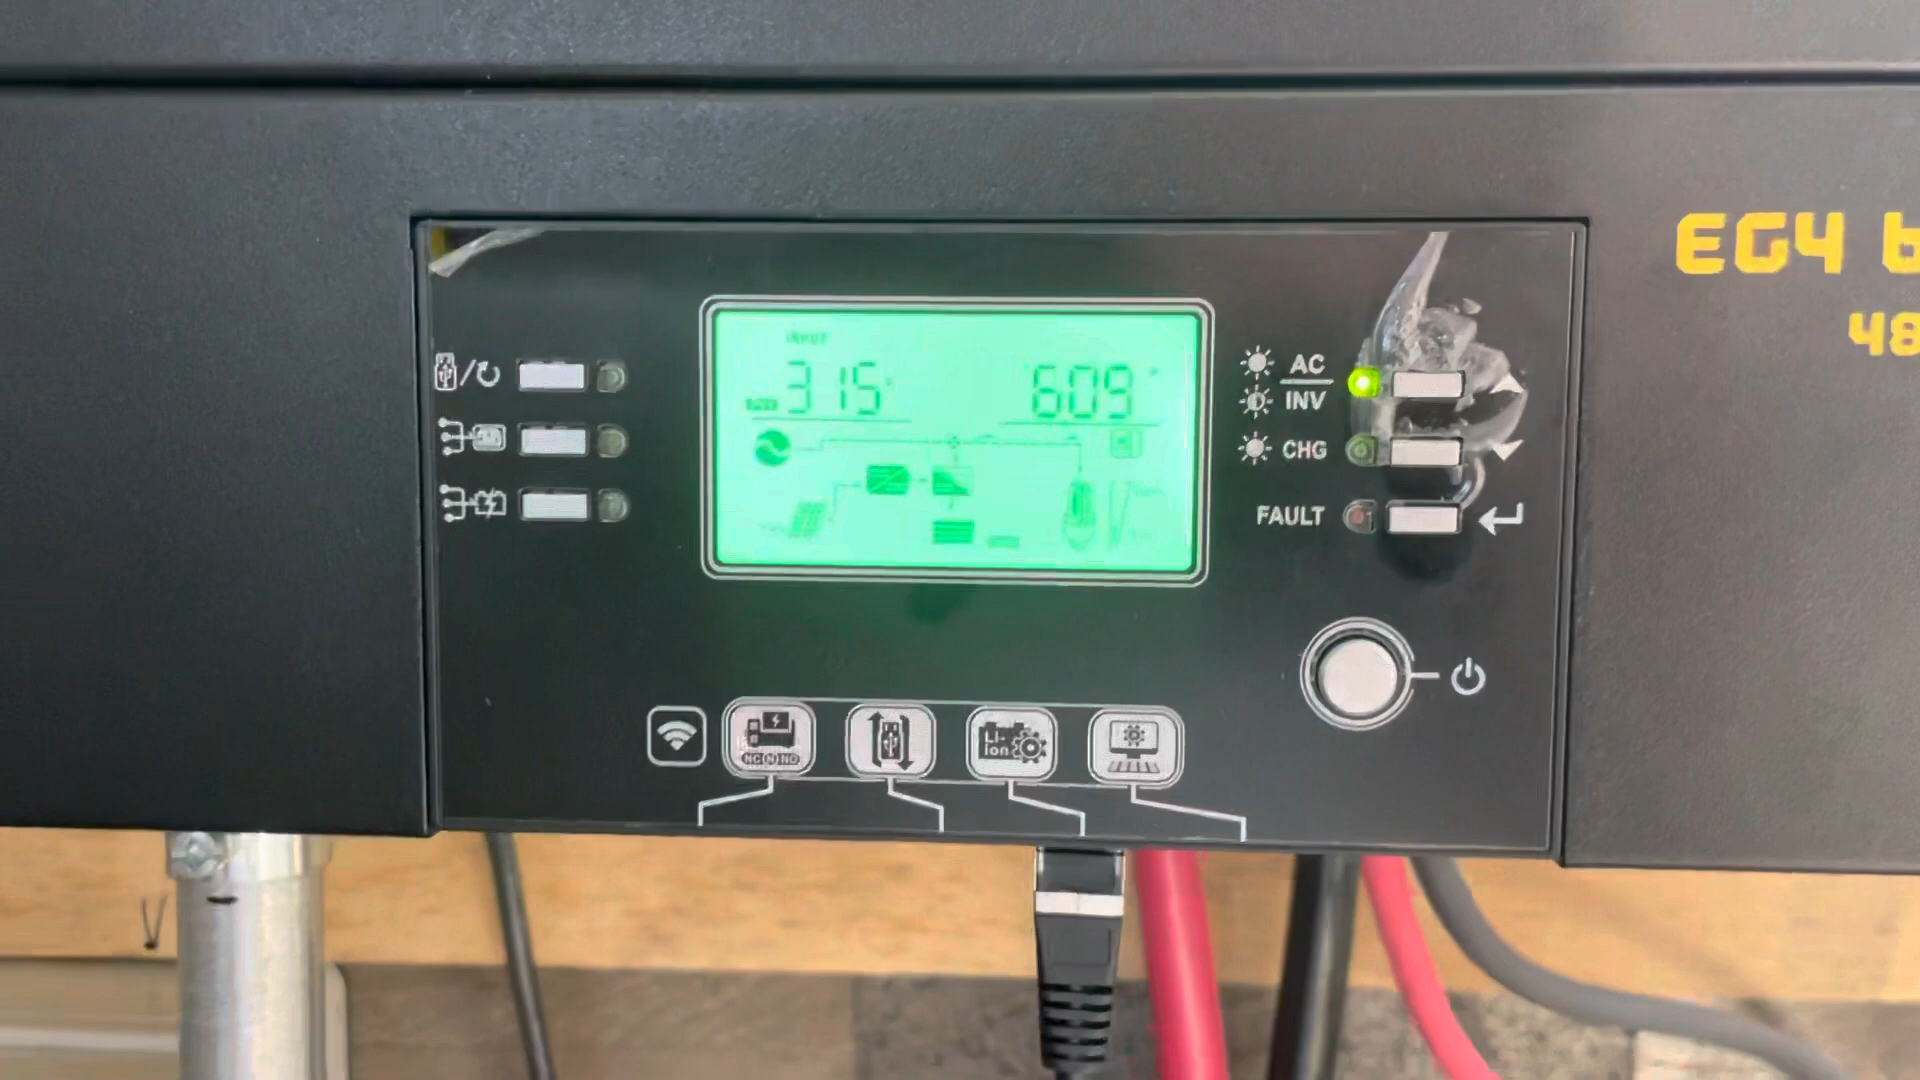 EG4
48
INPUT
315
609
AC
INV
CHG
FAULT
Li-
ion
NC N NO